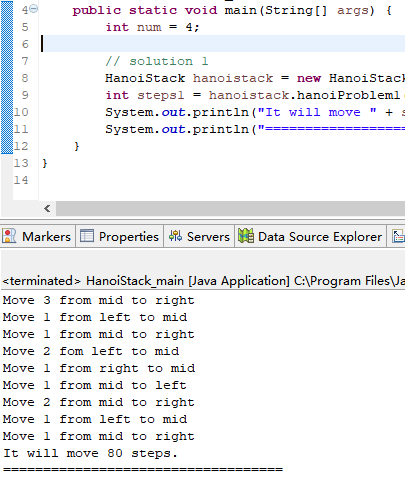 4 public static void main(String[] args) {
5 int num = 4;
6
7 // solution 1
8 HanoiStack hanoistack = new HanoiStack
9 int steps1 = hanoistack.hanoiProblem1(
10 System.out.println("It will move " + s
11 System.out.println("==================
12 }
13 }
14
Markers Properties Servers Data Source Explorer
<terminated> HanoiStack_main [Java Application] C:\Program Files\Ja
Move 3 from mid to right
Move 1 from left to mid
Move 1 from mid to right
Move 2 fom left to mid
Move 1 from right to mid
Move 1 from mid to left
Move 2 from mid to right
Move 1 from left to mid
Move 1 from mid to right
It will move 80 steps.
===================================